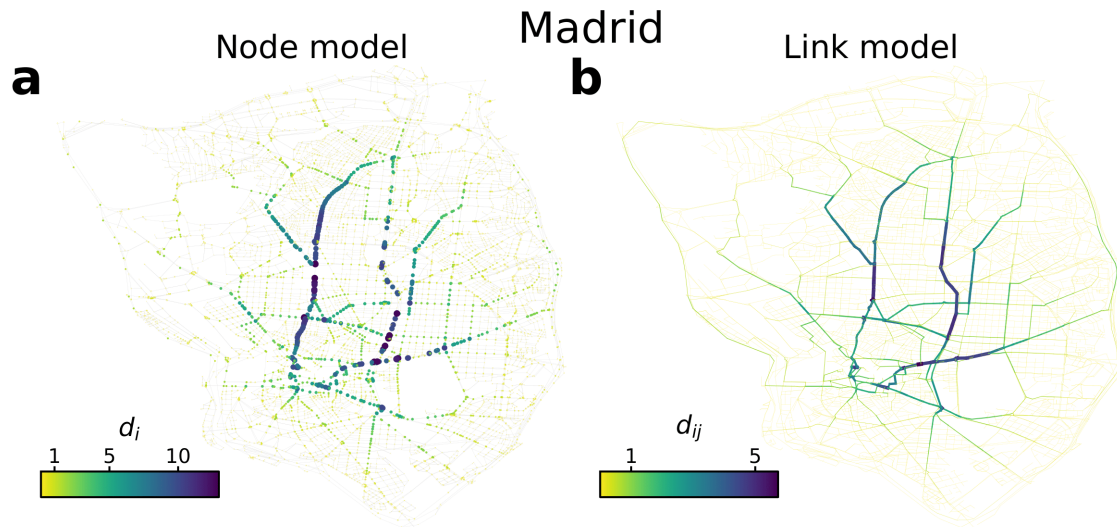 Madrid
Node model
Link model
a
b
d_i
1 5 10
d_ij
1 5